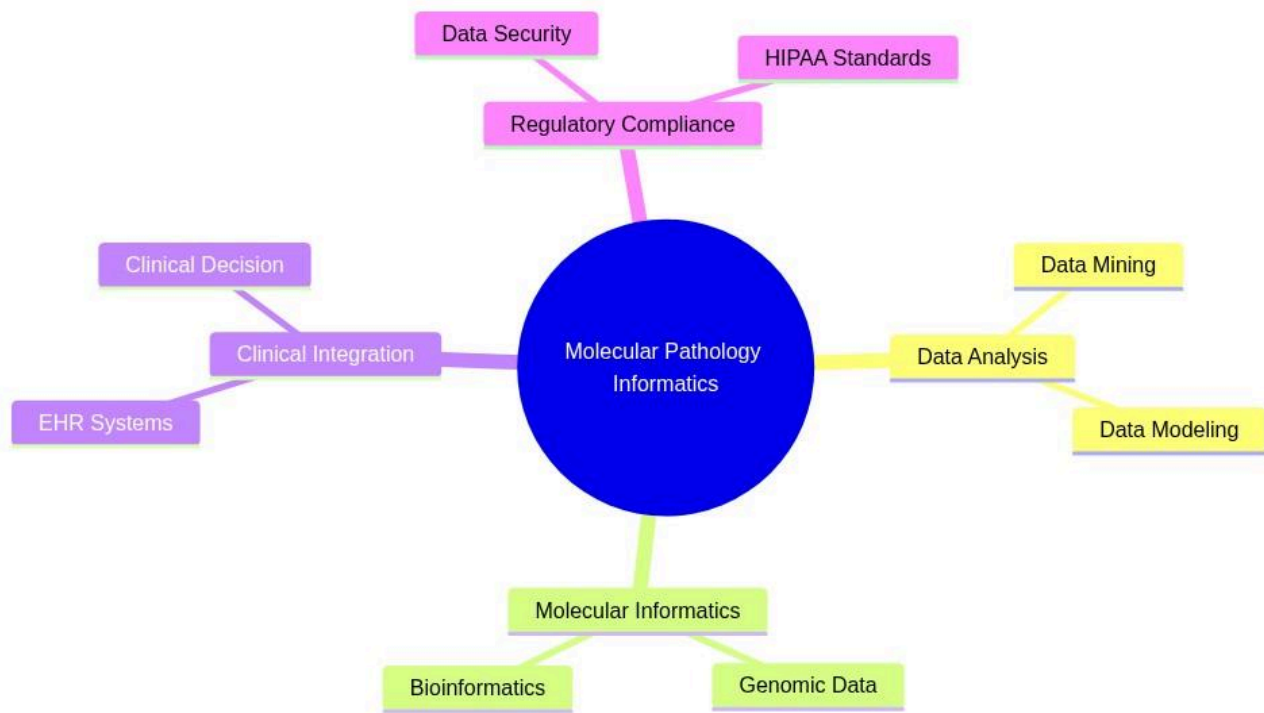 Data Security
HIPAA Standards
Regulatory Compliance
Clinical Decision
Clinical Integration
EHR Systems
Molecular Pathology
Informatics
Data Mining
Data Analysis
Data Modeling
Molecular Informatics
Bioinformatics
Genomic Data